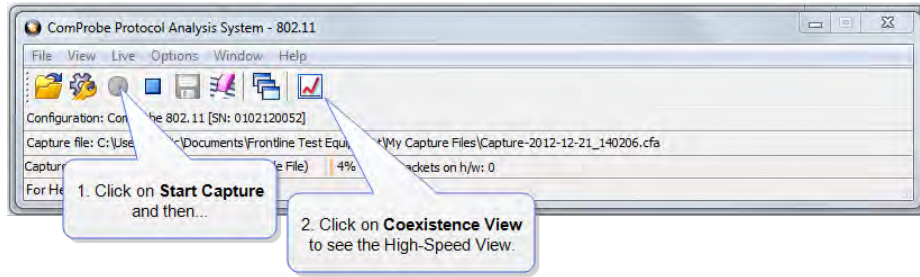 ComProbe Protocol Analysis System - 802.11
File View Live Options Window Help
Configuration: Com be 802.11 [SN: 0102120052]
Capture file: C:\Use \Documents\Frontline Test Equ \My Capture Files\Capture-2012-12-21_140206.cfa
Captur e File) 4% ackets on h/w: 0
For He
1. Click on Start Capture
and then...
2. Click on Coexistence View
to see the High-Speed View.